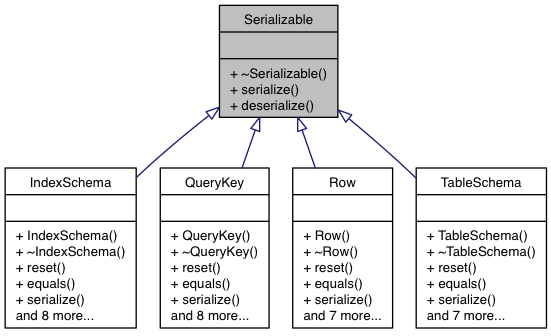 Serializable
+ ~Serializable()
+ serialize()
+ deserialize()
IndexSchema
+ IndexSchema()
+ ~IndexSchema()
+ reset()
+ equals()
+ serialize()
and 8 more...
QueryKey
+ QueryKey()
+ ~QueryKey()
+ reset()
+ equals()
+ serialize()
and 8 more...
Row
+ Row()
+ ~Row()
+ reset()
+ equals()
+ serialize()
and 7 more...
TableSchema
+ TableSchema()
+ ~TableSchema()
+ reset()
+ equals()
+ serialize()
and 7 more...